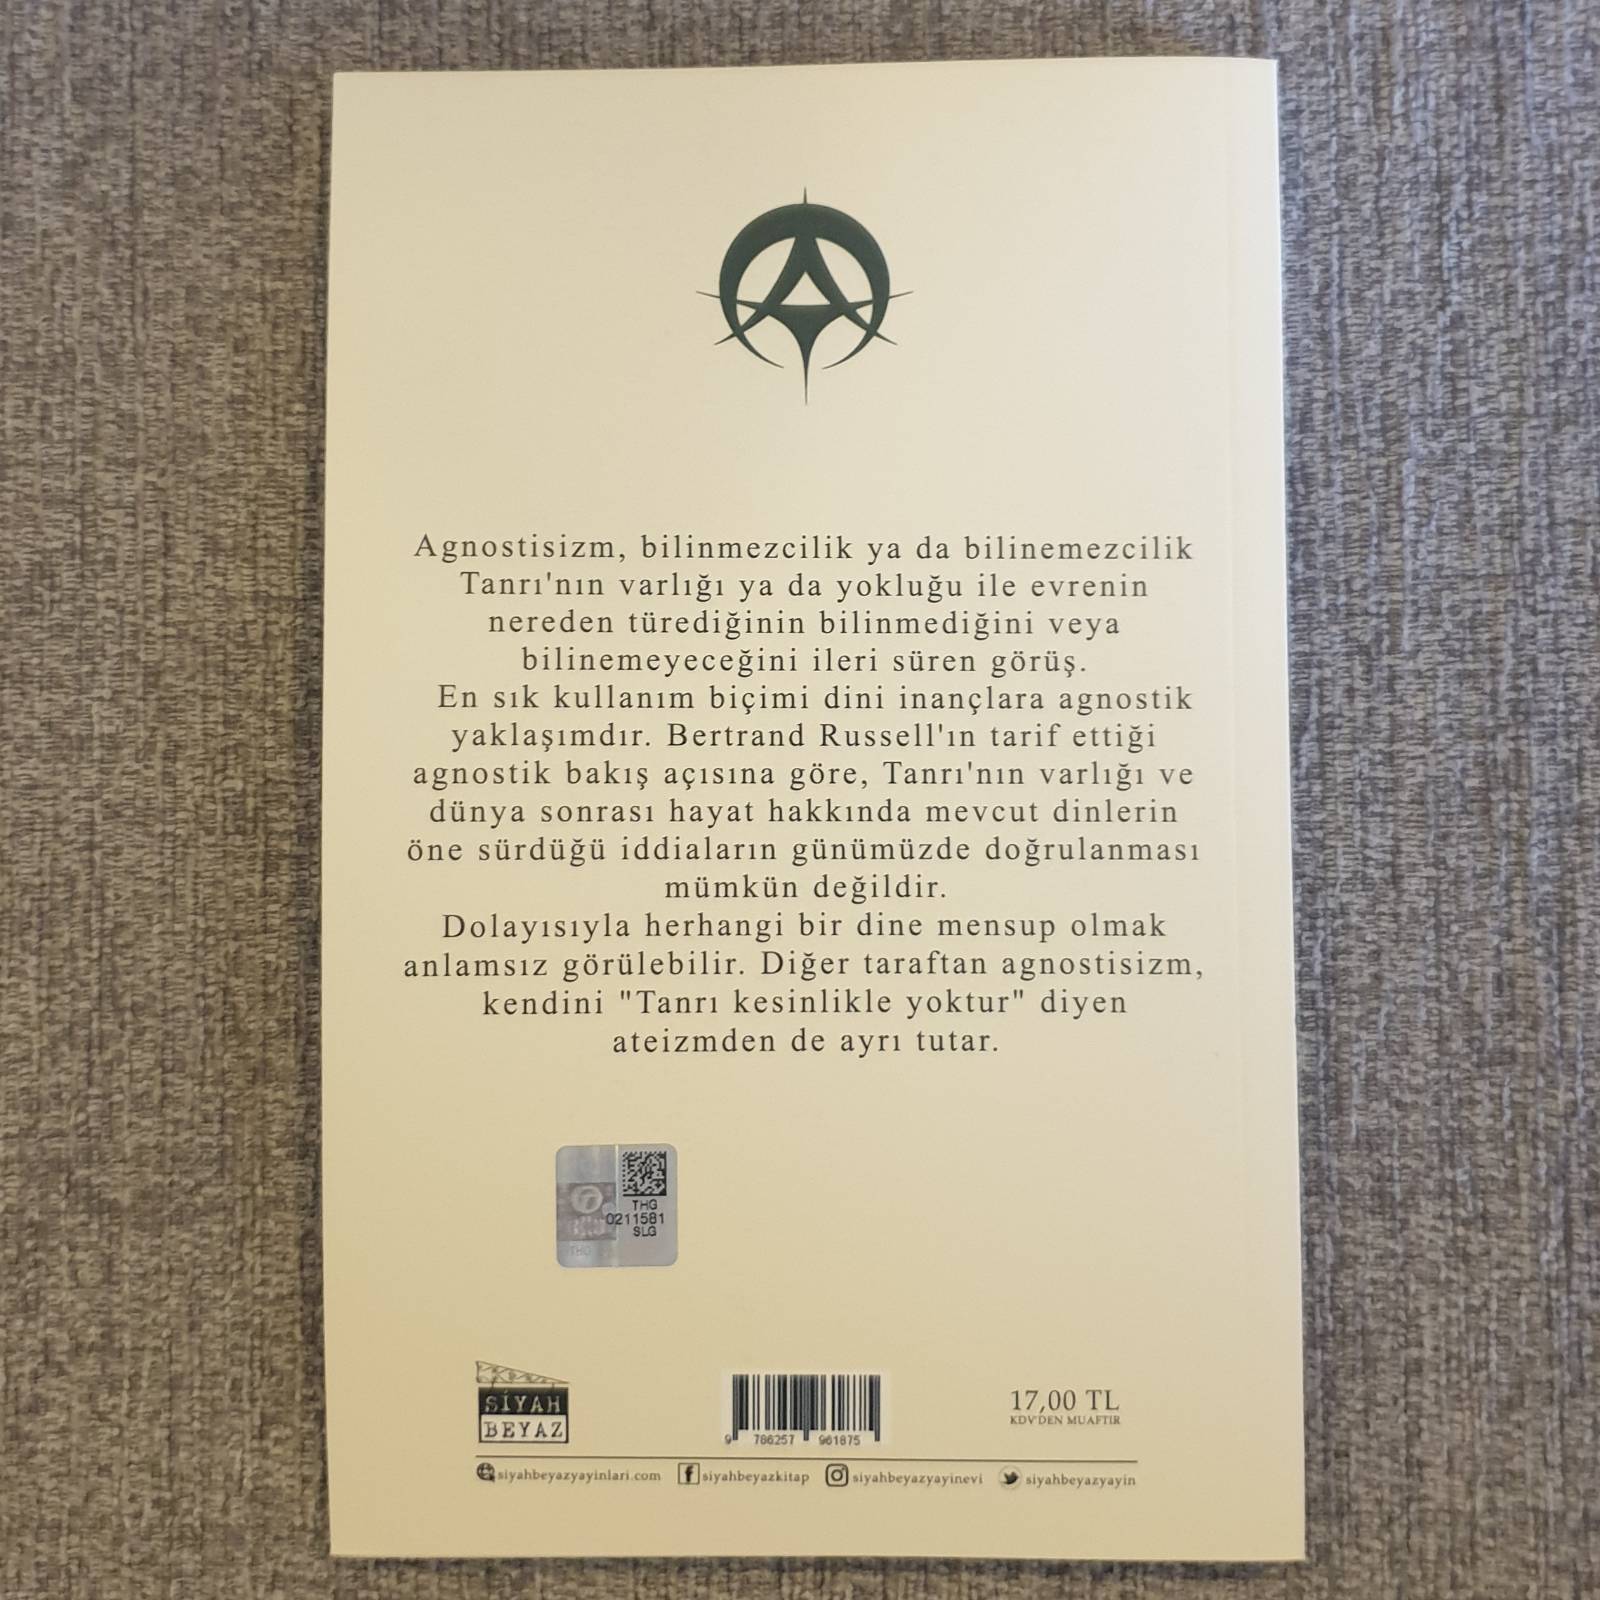 Agnostisizm, bilinmezcilik ya da bilinemezcilik
Tanrı'nın varlığı ya da yokluğu ile evrenin
nereden türediğinin bilinmediğini veya
bilinemeyeceğini ileri süren görüş.
En sık kullanım biçimi dini inançlara agnostik
yaklaşımdır. Bertrand Russell'ın tarif ettiği
agnostik bakış açısına göre, Tanrı'nın varlığı ve
dünya sonrası hayat hakkında mevcut dinlerin
öne sürdüğü iddiaların günümüzde doğrulanması
mümkün değildir.
Dolayısıyla herhangi bir dine mensup olmak
anlamsız görülebilir. Diğer taraftan agnostisizm,
kendini "Tanrı kesinlikle yoktur" diyen
ateizmden de ayrı tutar.
THG
0211581
SLG
THG
SİYAH
BEYAZ
9 786257 961875
17,00 TL
KDV'DEN MUAFTIR
siyahbeyazyayinlari.com siyahbeyazkitap siyahbeyazyayinevi siyahbeyazyayin